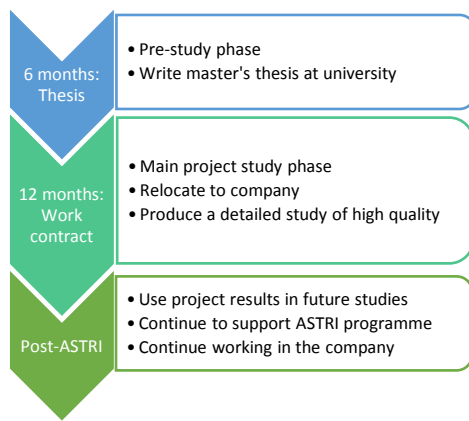 6 months:
Thesis
• Pre-study phase
• Write master's thesis at university
12 months:
Work
contract
• Main project study phase
• Relocate to company
• Produce a detailed study of high quality
Post-ASTRI
• Use project results in future studies
• Continue to support ASTRI programme
• Continue working in the company